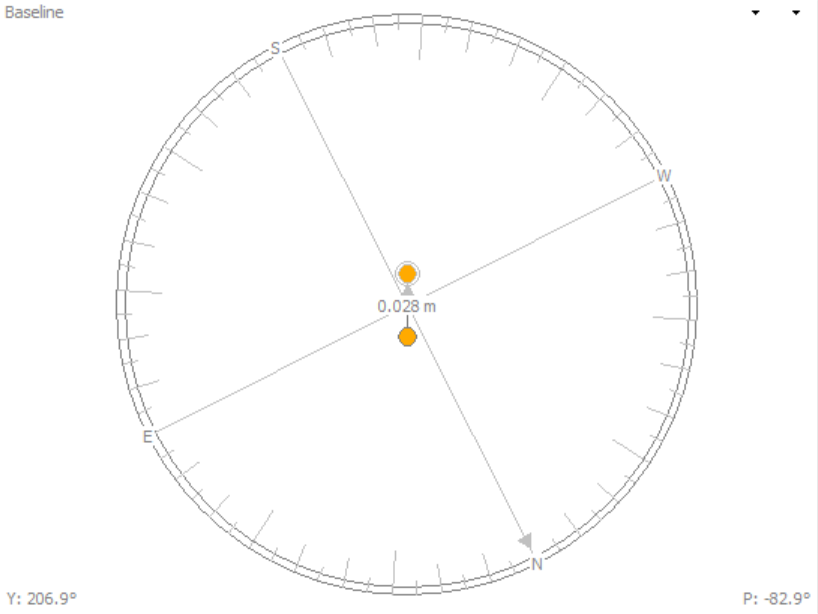 Baseline
S
W
0.028 m
E
N
Y: 206.9°
P: -82.9°